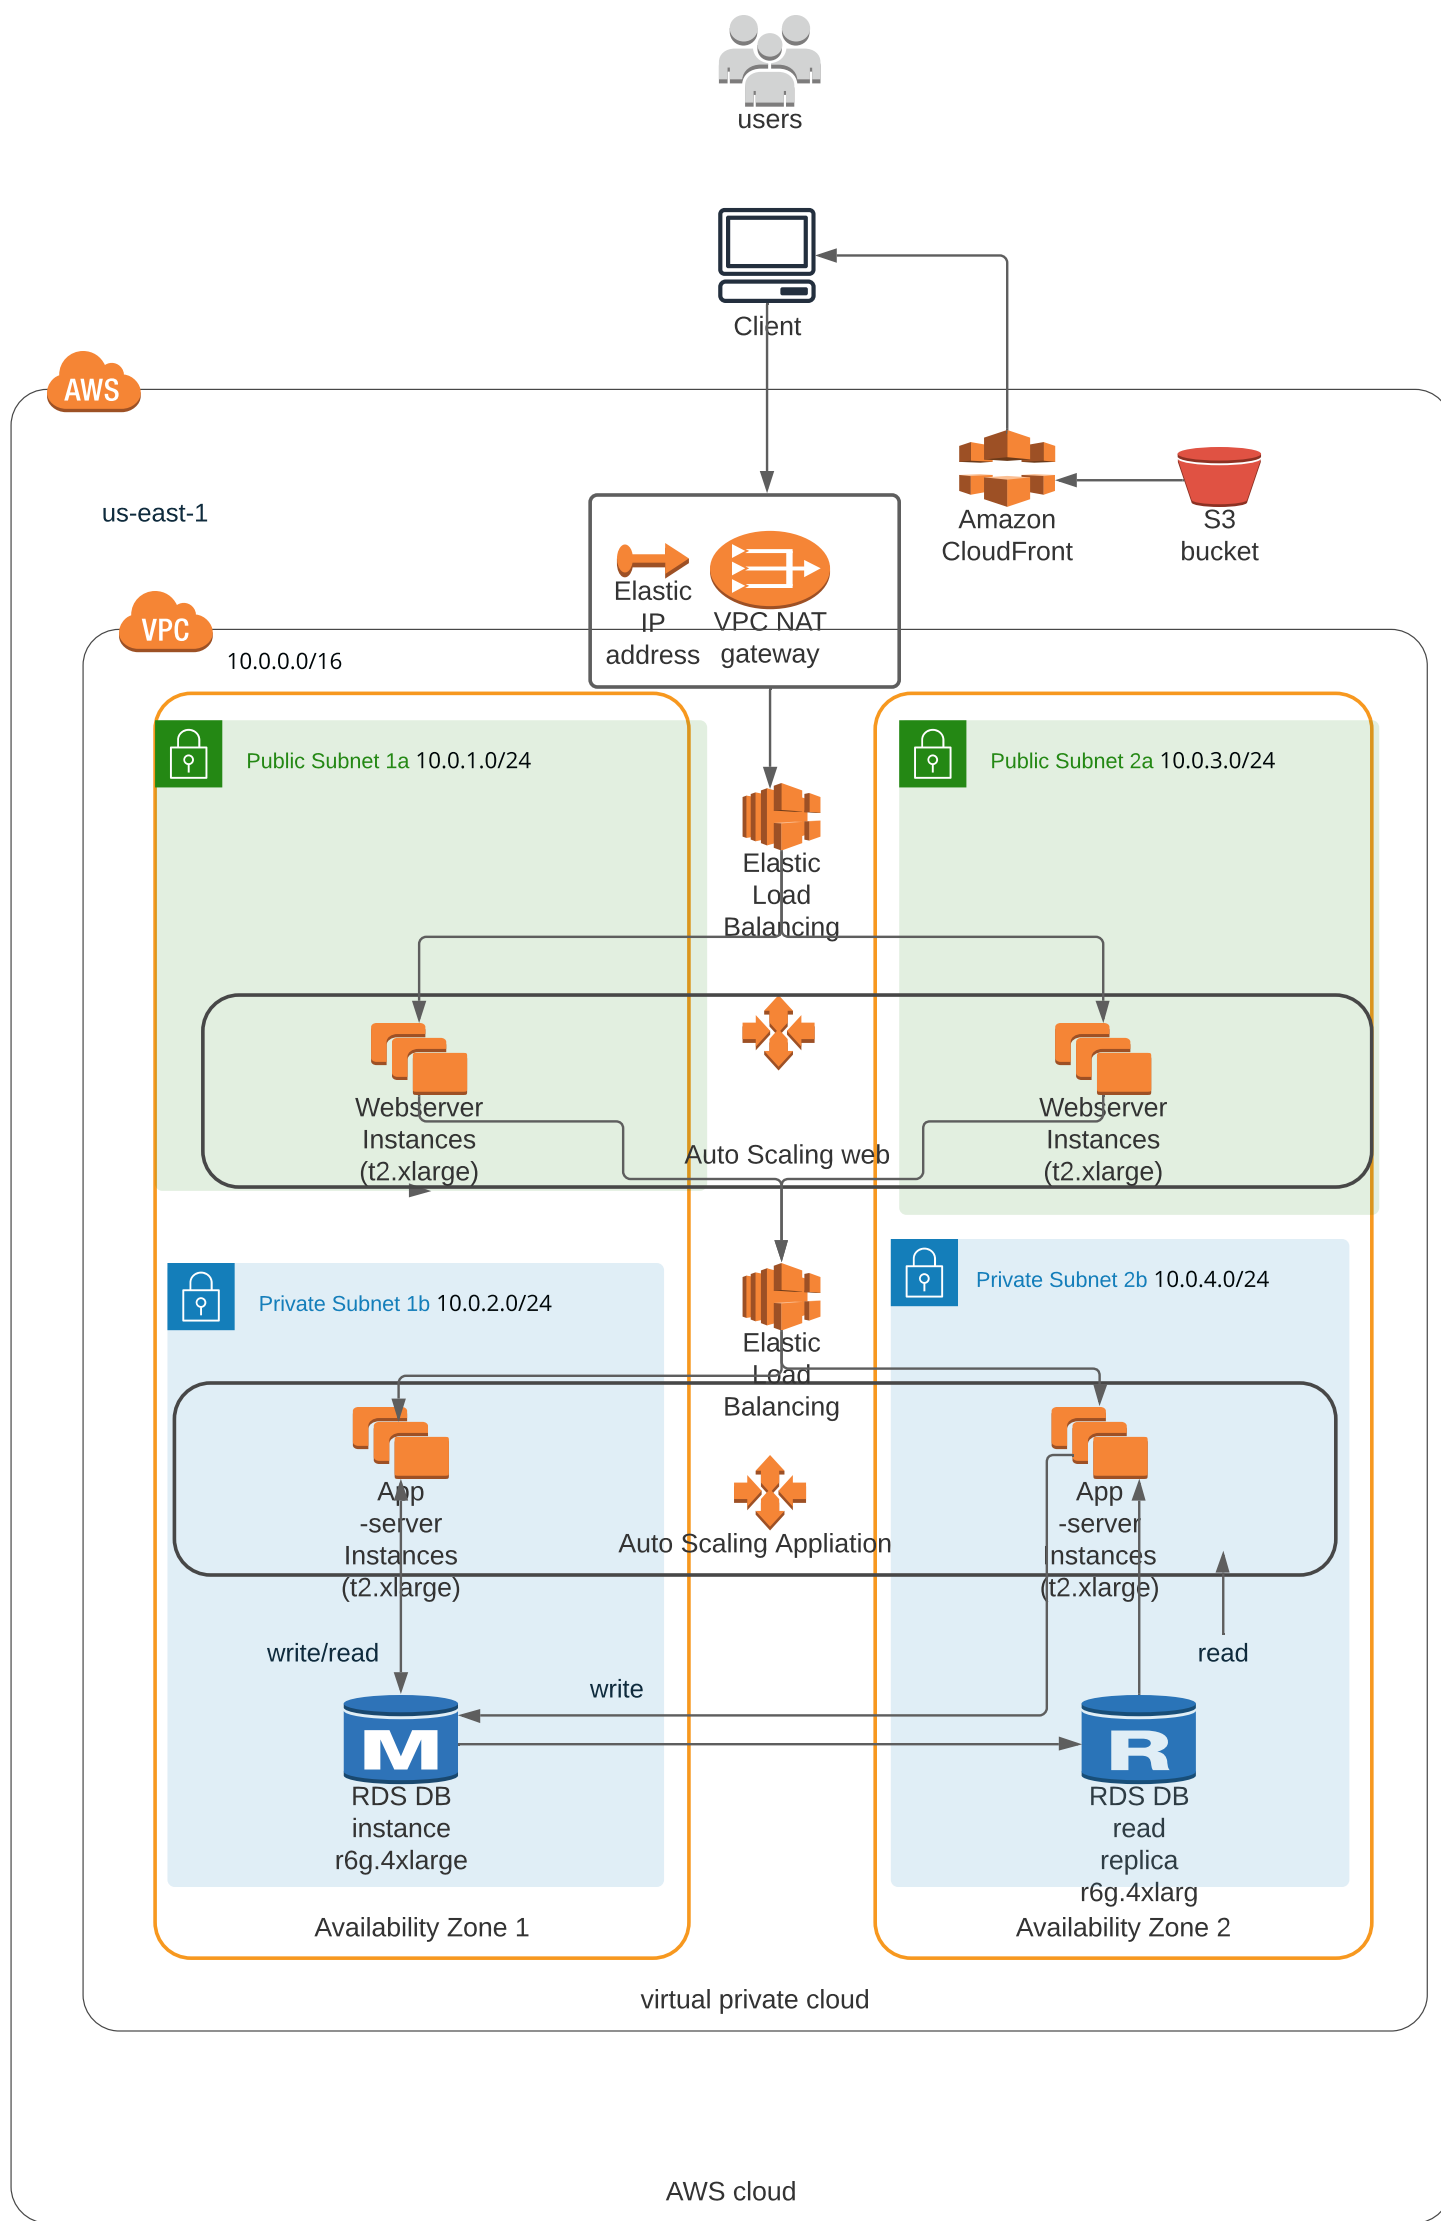 users
Client
AWS
us-east-1
Amazon
CloudFront
S3
bucket
Elastic
IP
address
VPC NAT
gateway
VPC
10.0.0.0/16
Public Subnet 1a 10.0.1.0/24
Public Subnet 2a 10.0.3.0/24
Elastic
Load
Balancing
Webserver
Instances
(t2.xlarge)
Auto Scaling web
Webserver
Instances
(t2.xlarge)
Private Subnet 1b 10.0.2.0/24
Private Subnet 2b 10.0.4.0/24
Elastic
Load
Balancing
App
-server
Instances
(t2.xlarge)
Auto Scaling Appliation
App
-server
Instances
(t2.xlarge)
write/read
write
read
M
R
RDS DB
instance
r6g.4xlarge
RDS DB
read
replica
r6g.4xlarg
Availability Zone 1
Availability Zone 2
virtual private cloud
AWS cloud